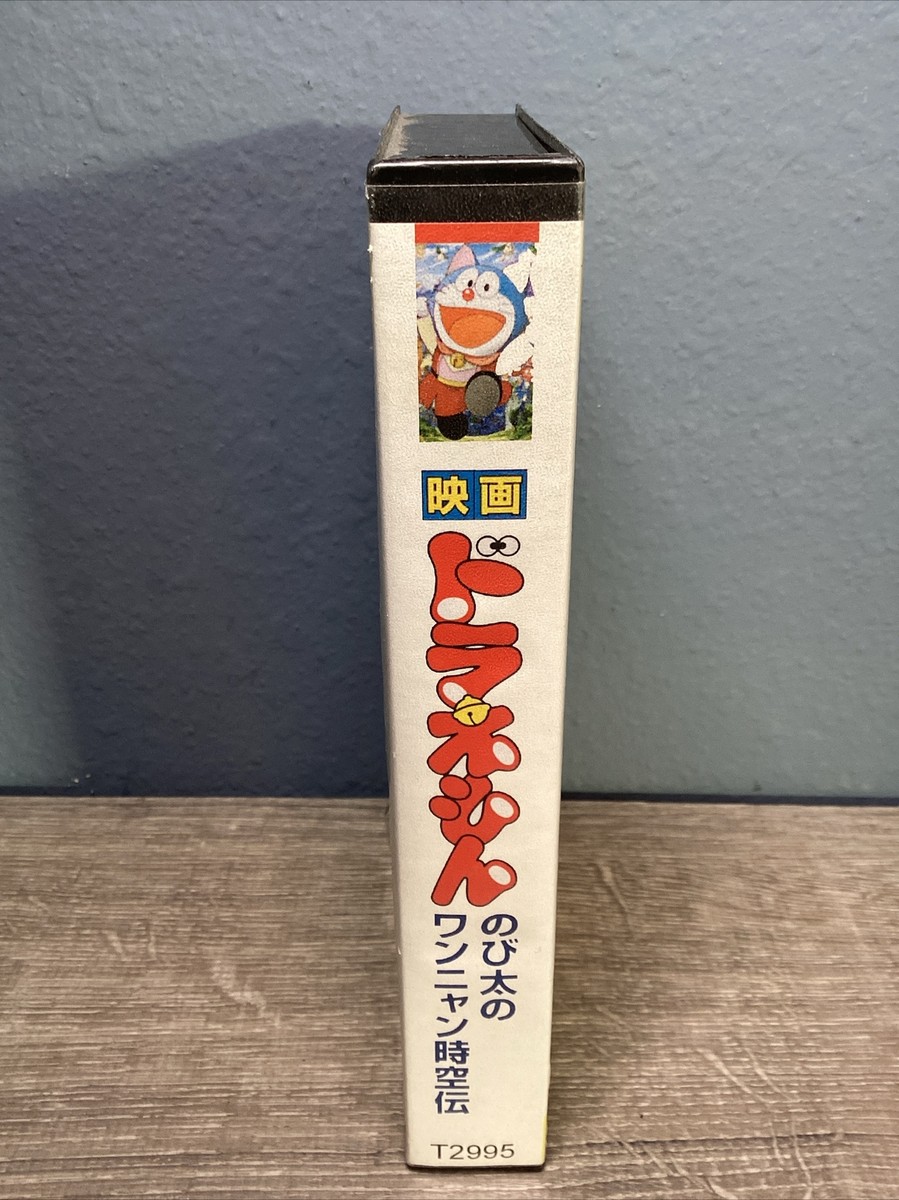 映画
ドラえもん
のび太の
ワンニャン時空伝
T2995